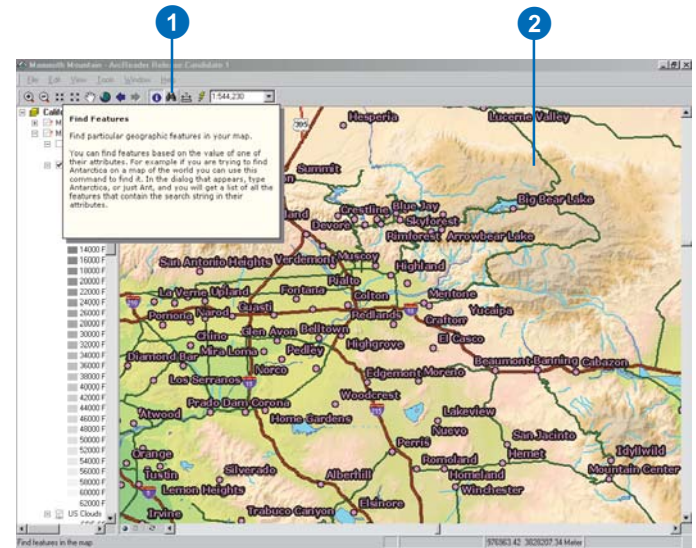 1
2
Mammoth Mountain - ArcReader Release Candidate 1
File Edit View Tools Window Help
1:544,230
Find Features
Find particular geographic features in your map.
You can find features based on the value of one of
their attributes. For example if you are trying to find
Antarctica on a map of the world you can use this
command to find it. In the dialog that appears, type
Antarctica, or just Ant, and you will get a list of all the
features that contain the search string in their
attributes.
14000 F
16000 F
18000 F
20000 F
22000 F
24000 F
26000 F
28000 F
30000 F
32000 F
34000 F
36000 F
38000 F
40000 F
42000 F
44000 F
46000 F
48000 F
50000 F
52000 F
54000 F
56000 F
58000 F
60000 F
62000 F
US Clouds
395
Hesperia
Lucerne Valley
Summit
Big Bear Lake
Crestline Blue Jay
Devore
Skyforest
Rimforest Arrowbear Lake
San Antonio Heights Verdemont Muscoy
Highland
Rialto
La Verne Upland
Fontana
Colton
Mentone
Yucaipa
Pomona Narod
Guasti
Redlands
Crafton
Chino
Glen Avon Belltown
Highgrove
El Casco
Diamond Bar
Mira Loma
Pedley
Beaumont Banning Cabazon
Norco
Los Serranos
Edgemont Moreno
15
Prado Dam Corona
Woodcrest
Atwood
Home Gardens
215
Lakeview
Nuevo
San Jacinto
Perris
Orange
Romoland
Hemet
Idyllwild
Tustin
Silverado
Alberhill
Homeland
Mountain Center
Lemon Heights
Winchester
Irvine
Trabuco Canyon
Elsinore
Find features in the map
976963.42 3828207.34 Meter